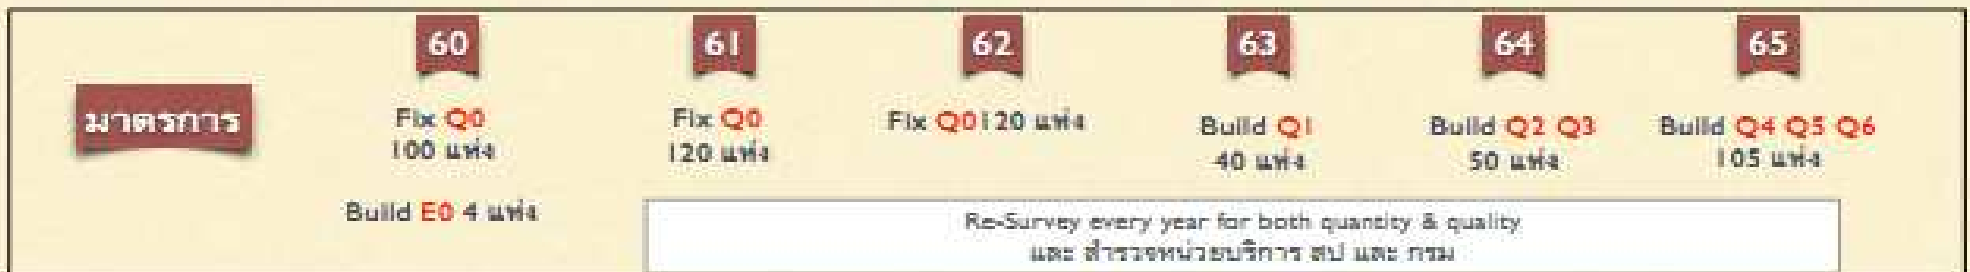 60 61 62 63 64 65
มาตรการ
Fix Q0
100 แห่ง
Build E0 4 แห่ง
Fix Q0
120 แห่ง
Fix Q0120 แห่ง
Build Q1
40 แห่ง
Build Q2 Q3
50 แห่ง
Build Q4 Q5 Q6
105 แห่ง
Re-Survey every year for both quantity & quality
และ สำรวจหน่วยบริการ สป และ กรม